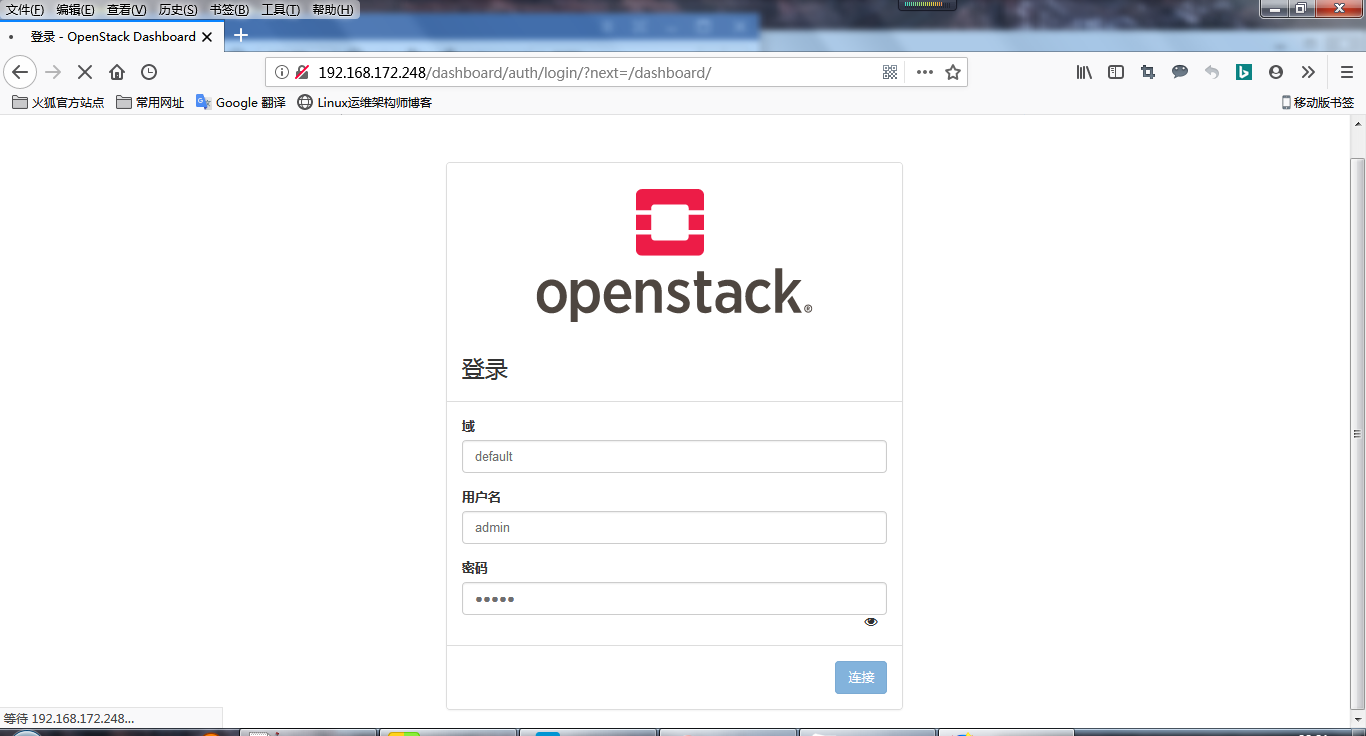 文件(F) 编辑(E) 查看(V) 历史(S) 书签(B) 工具(T) 帮助(H)
登录 - OpenStack Dashboard
192.168.172.248/dashboard/auth/login/?next=/dashboard/
火狐官方站点 常用网址 Google 翻译 Linux运维架构师博客 移动版书签
openstack.®
登录
域
default
用户名
admin
密码
连接
等待 192.168.172.248...